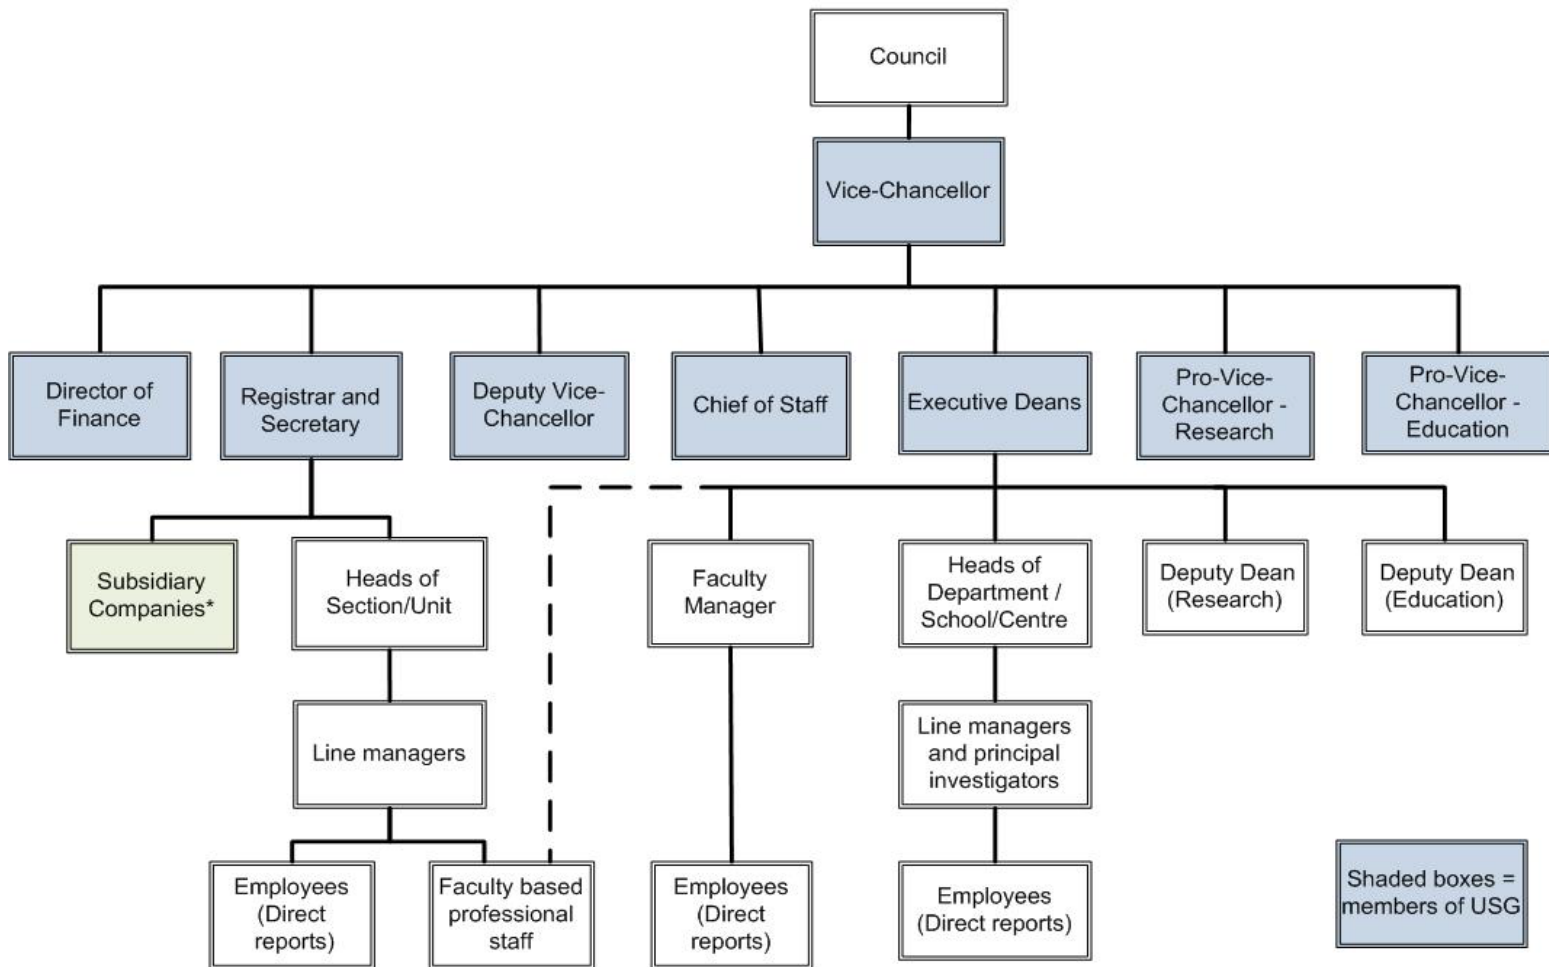 Council
Vice-Chancellor
Director of
Finance
Registrar and
Secretary
Deputy Vice-
Chancellor
Chief of Staff
Executive Deans
Pro-Vice-
Chancellor -
Research
Pro-Vice-
Chancellor -
Education
Subsidiary
Companies*
Heads of
Section/Unit
Faculty
Manager
Heads of
Department /
School/Centre
Deputy Dean
(Research)
Deputy Dean
(Education)
Line managers
Line managers
and principal
investigators
Employees
(Direct
reports)
Faculty based
professional
staff
Employees
(Direct
reports)
Employees
(Direct reports)
Shaded boxes =
members of USG